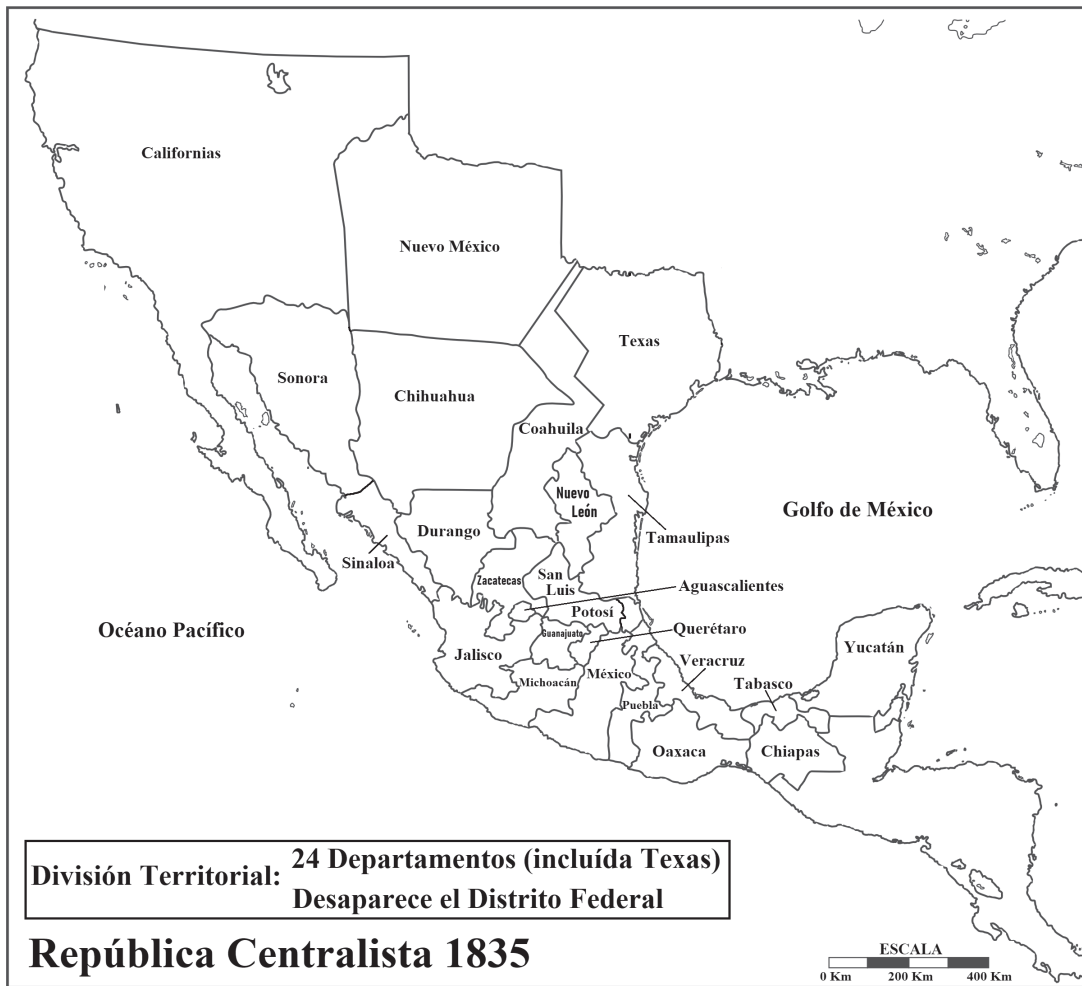 Californias
Nuevo México
Texas
Sonora
Chihuahua
Coahuila
Nuevo
León
Golfo de México
Durango
Tamaulipas
Sinaloa
Zacatecas
San
Luis
Potosí
Aguascalientes
Océano Pacífico
Guanajuato
Querétaro
Jalisco
Yucatán
Veracruz
México
Michoacán
Tabasco
Puebla
Oaxaca
Chiapas
División Territorial: 24 Departamentos (incluída Texas)
Desaparece el Distrito Federal
República Centralista 1835
ESCALA
0 Km 200 Km 400 Km